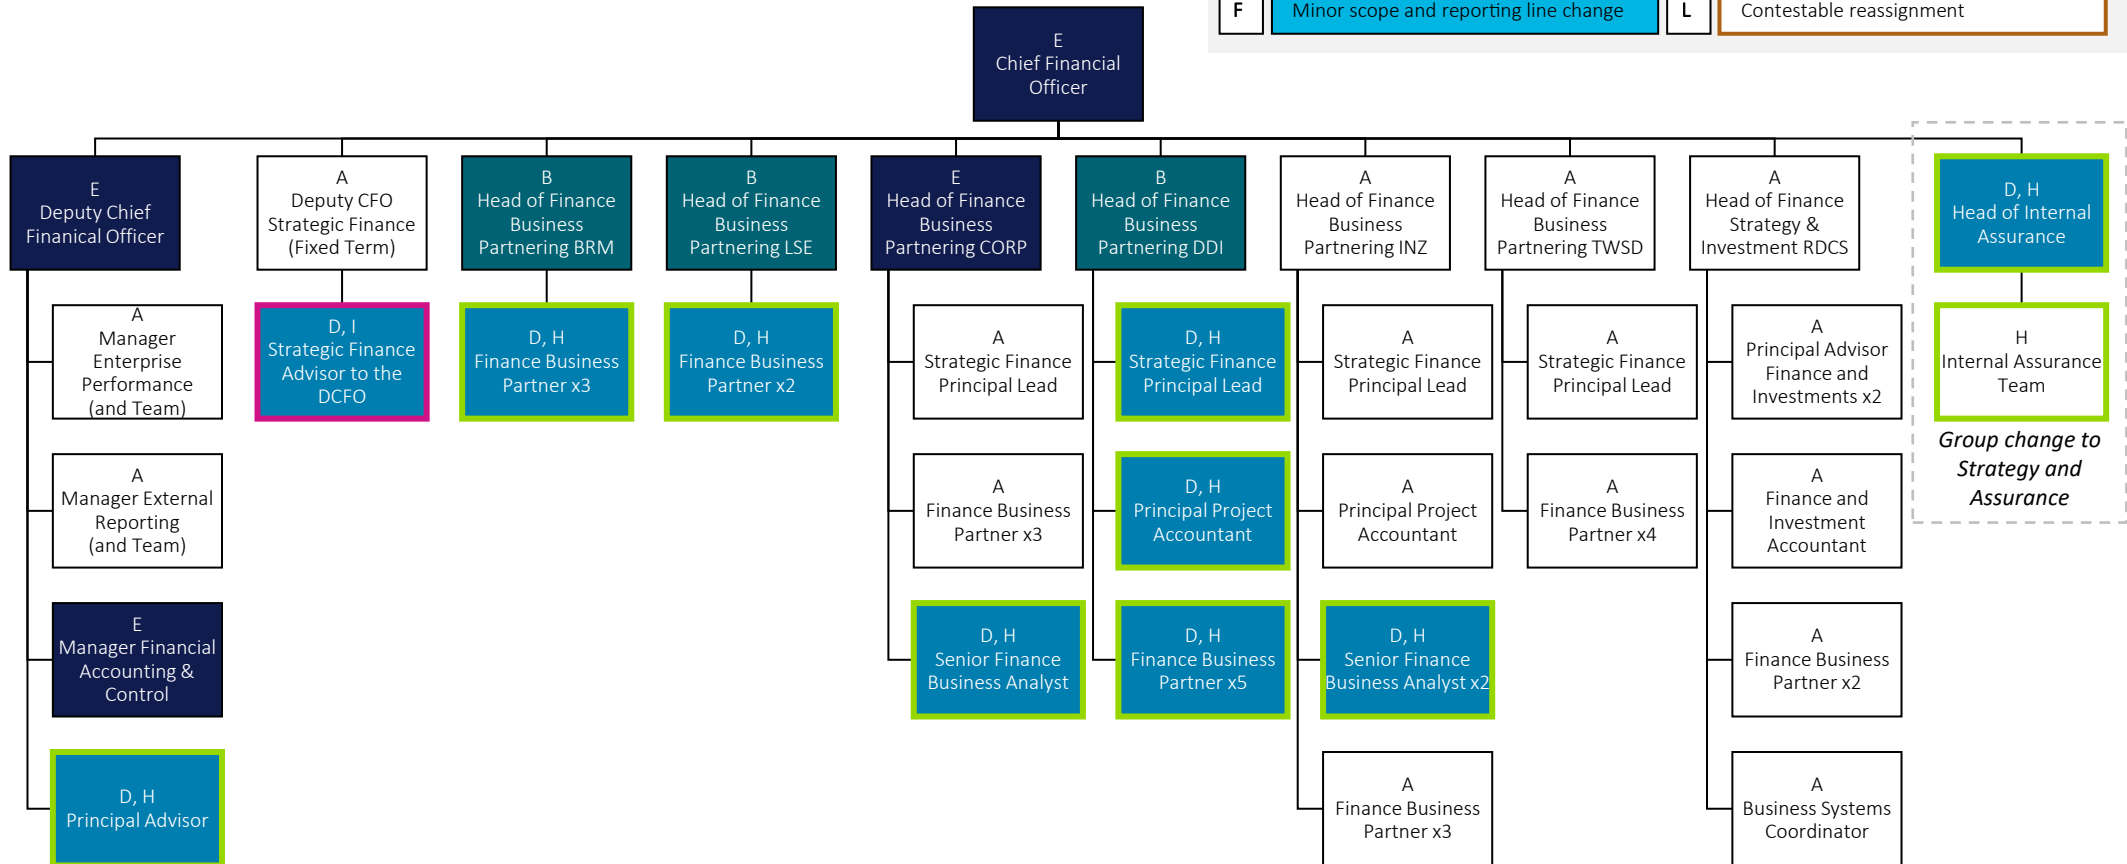 F
Minor scope and reporting line change
L
Contestable reassignment
E
Chief Financial
Officer
E
Deputy Chief
Finanical Officer
A
Deputy CFO
Strategic Finance
(Fixed Term)
B
Head of Finance
Business
Partnering BRM
B
Head of Finance
Business
Partnering LSE
E
Head of Finance
Business
Partnering CORP
B
Head of Finance
Business
Partnering DDI
A
Head of Finance
Business
Partnering INZ
A
Head of Finance
Business
Partnering TWSD
A
Head of Finance
Strategy &
Investment RDCS
D, H
Head of Internal
Assurance
A
Manager
Enterprise
Performance
(and Team)
D, I
Strategic Finance
Advisor to the
DCFO
D, H
Finance Business
Partner x3
D, H
Finance Business
Partner x2
A
Strategic Finance
Principal Lead
D, H
Strategic Finance
Principal Lead
A
Strategic Finance
Principal Lead
A
Strategic Finance
Principal Lead
A
Principal Advisor
Finance and
Investments x2
H
Internal Assurance
Team
Group change to
Strategy and
Assurance
A
Manager External
Reporting
(and Team)
A
Finance Business
Partner x3
D, H
Principal Project
Accountant
A
Principal Project
Accountant
A
Finance Business
Partner x4
A
Finance and
Investment
Accountant
E
Manager Financial
Accounting &
Control
D, H
Senior Finance
Business Analyst
D, H
Finance Business
Partner x5
D, H
Senior Finance
Business Analyst x2
A
Finance Business
Partner x2
D, H
Principal Advisor
A
Finance Business
Partner x3
A
Business Systems
Coordinator